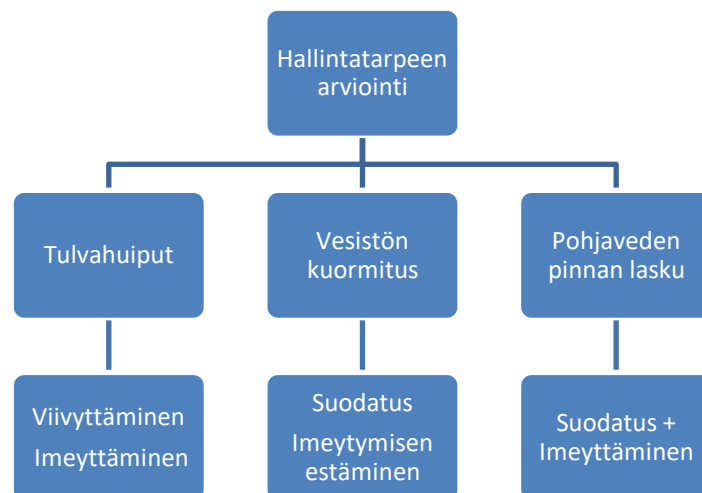 Hallintatarpeen
arviointi
Tulvahuiput
Vesistön
kuormitus
Pohjaveden
pinnan lasku
Viivyttäminen
Imeyttäminen
Suodatus
Imeytymisen
estäminen
Suodatus +
Imeyttäminen